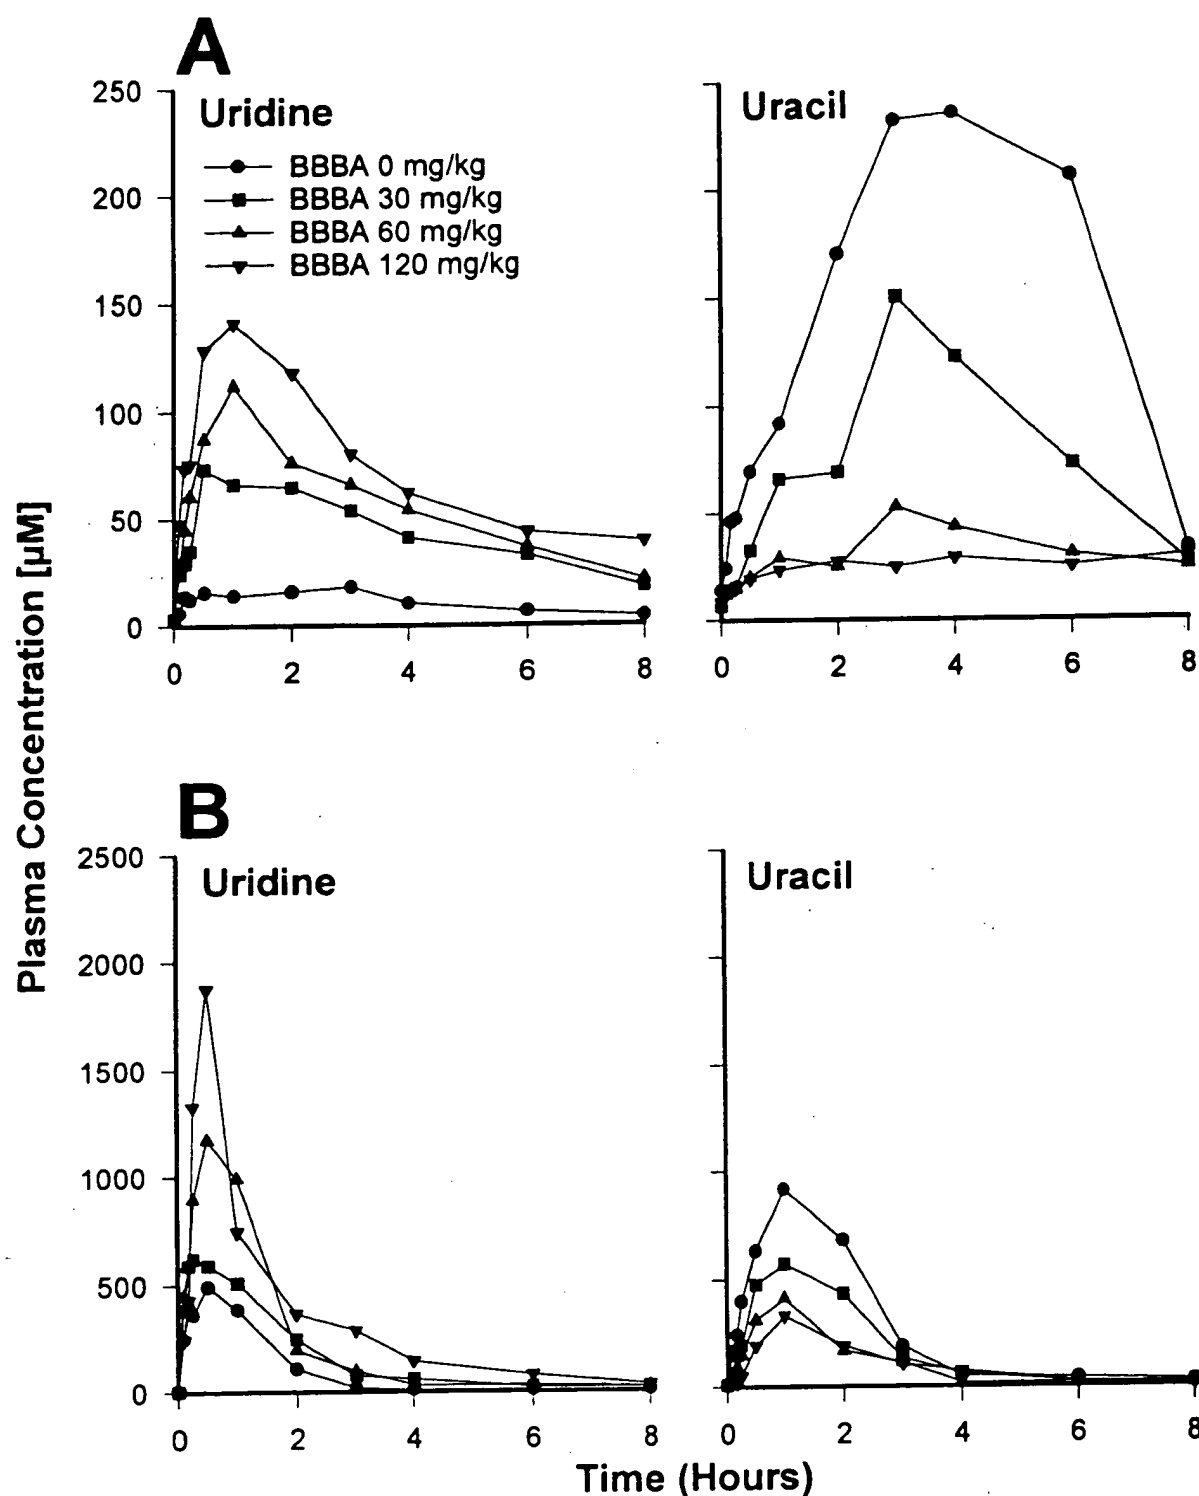 A
Uridine
BBBA 0 mg/kg
BBBA 30 mg/kg
BBBA 60 mg/kg
BBBA 120 mg/kg
250
200
150
100
50
0
0 2 4 6 8
Uracil
0 2 4 6 8
Plasma Concentration [µM]
B
Uridine
2500
2000
1500
1000
500
0
0 2 4 6 8
Uracil
0 2 4 6 8
Time (Hours)